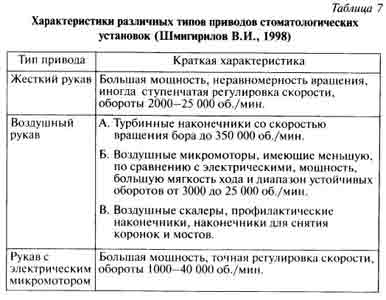 Таблица 7
Характеристики различных типов приводов стоматологических
установок (Шмигирилов В.И., 1998)
Тип привода
Краткая характеристика
Жесткий рукав
Большая мощность, неравномерность вращения,
иногда ступенчатая регулировка скорости,
обороты 2000–25 000 об./мин.
Воздушный
рукав
А. Турбинные наконечники со скоростью
вращения бора до 350 000 об./мин.
Б. Воздушные микромоторы, имеющие меньшую,
по сравнению с электрическими, мощность,
большую мягкость хода и диапазон устойчивых
оборотов от 3000 до 25 000 об./мин.
В. Воздушные скалеры, профилактические
наконечники, наконечники для снятия
коронок и мостов.
Рукав с
электрическим
микромотором
Большая мощность, точная регулировка скорости,
обороты 1000–40 000 об./мин.